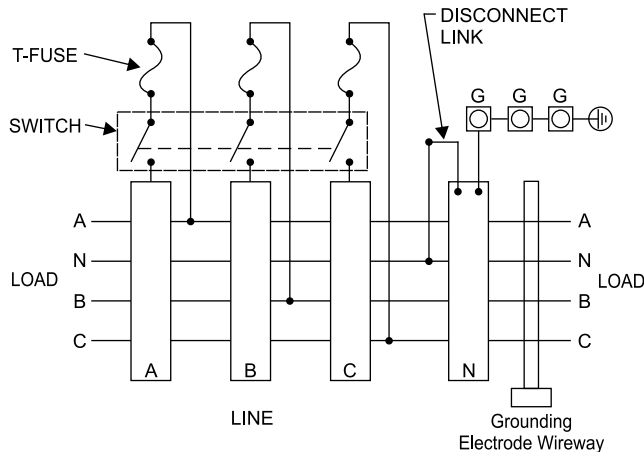 DISCONNECT
LINK
T-FUSE
G G G
SWITCH
A A
N N
LOAD LOAD
B B
C C
A B C N
LINE
Grounding
Electrode Wireway